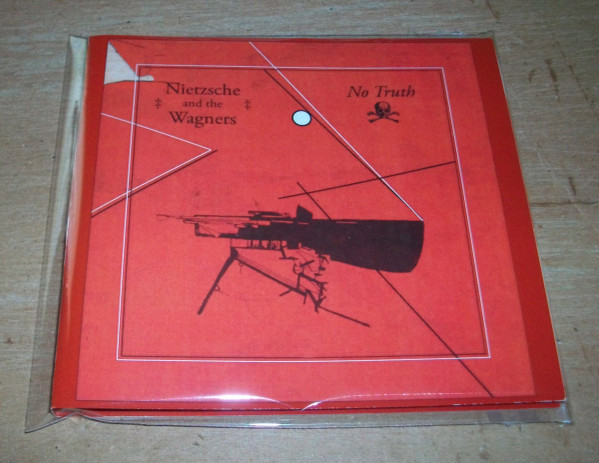 Nietzsche
‡ and the ‡
Wagners
No Truth